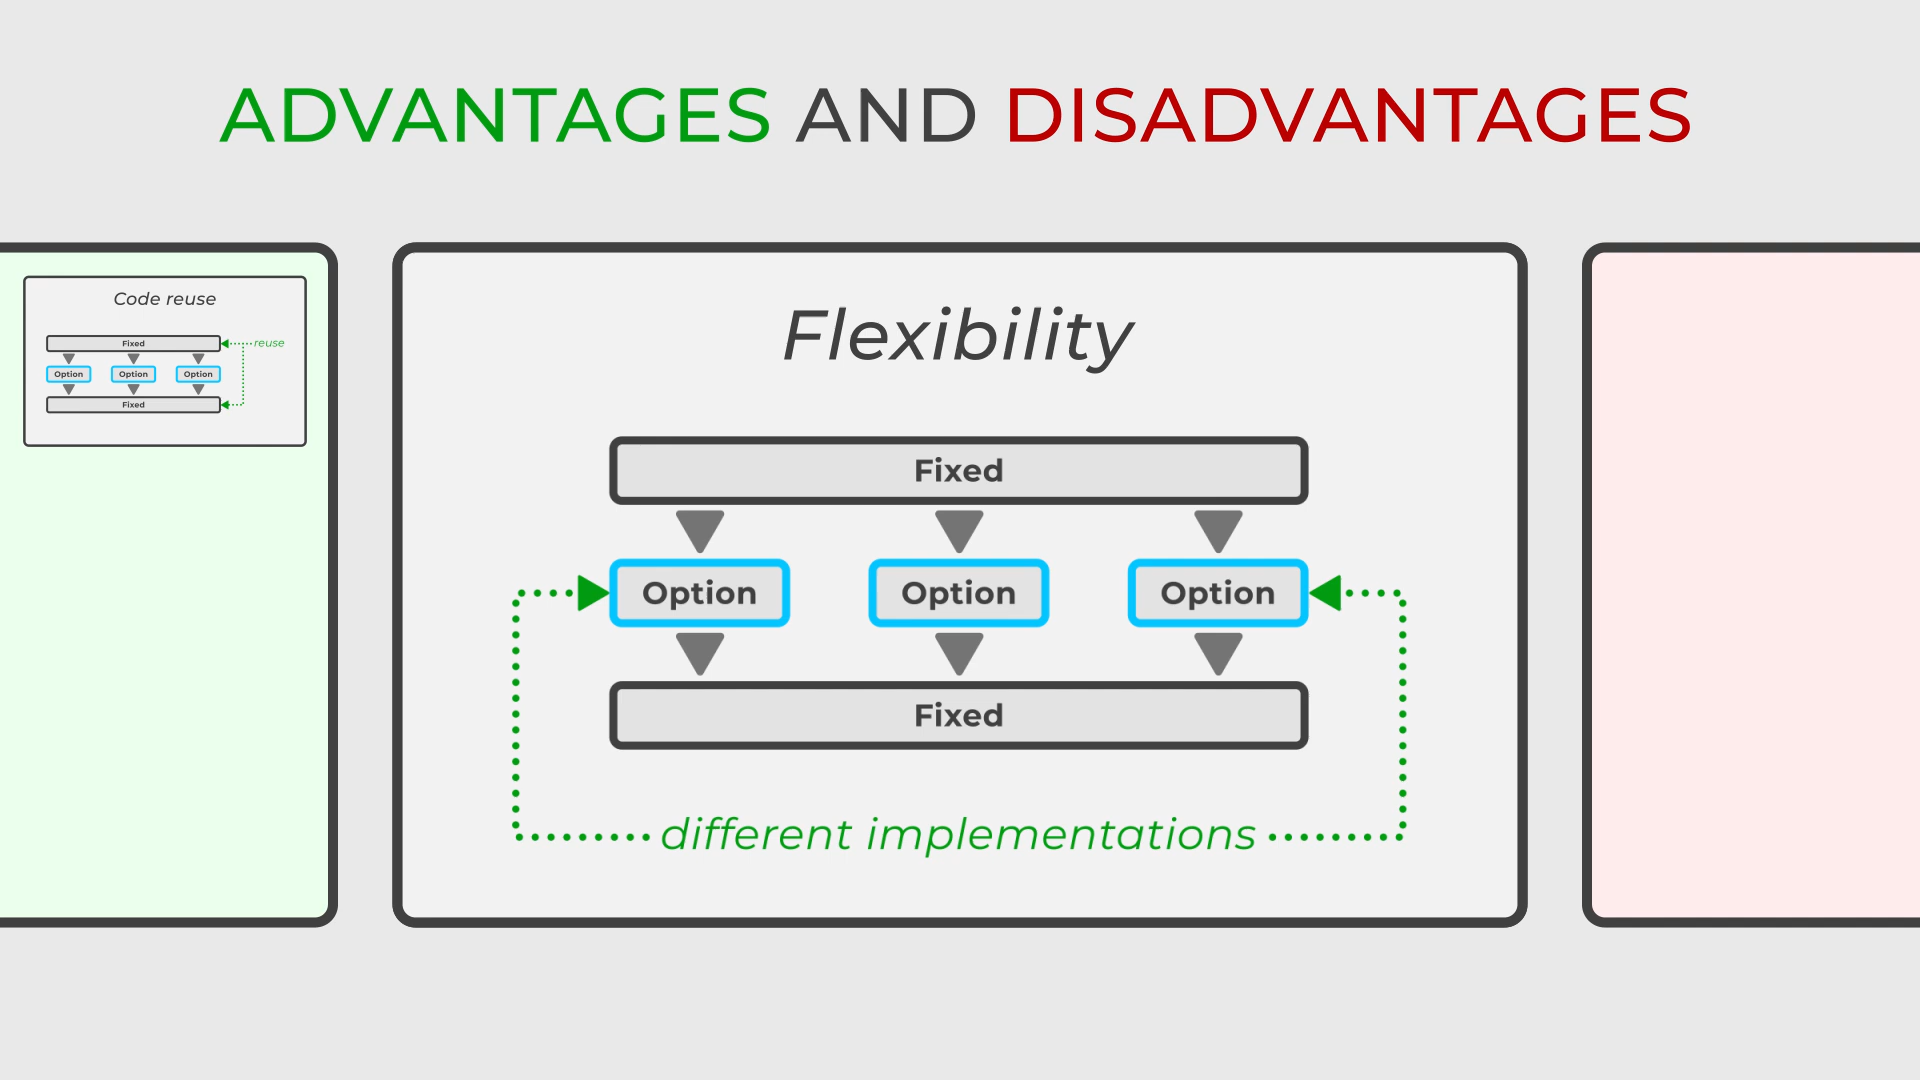 ADVANTAGES AND DISADVANTAGES
Code reuse
Fixed
reuse
Option Option Option
Fixed
Flexibility
Fixed
Option Option Option
Fixed
different implementations